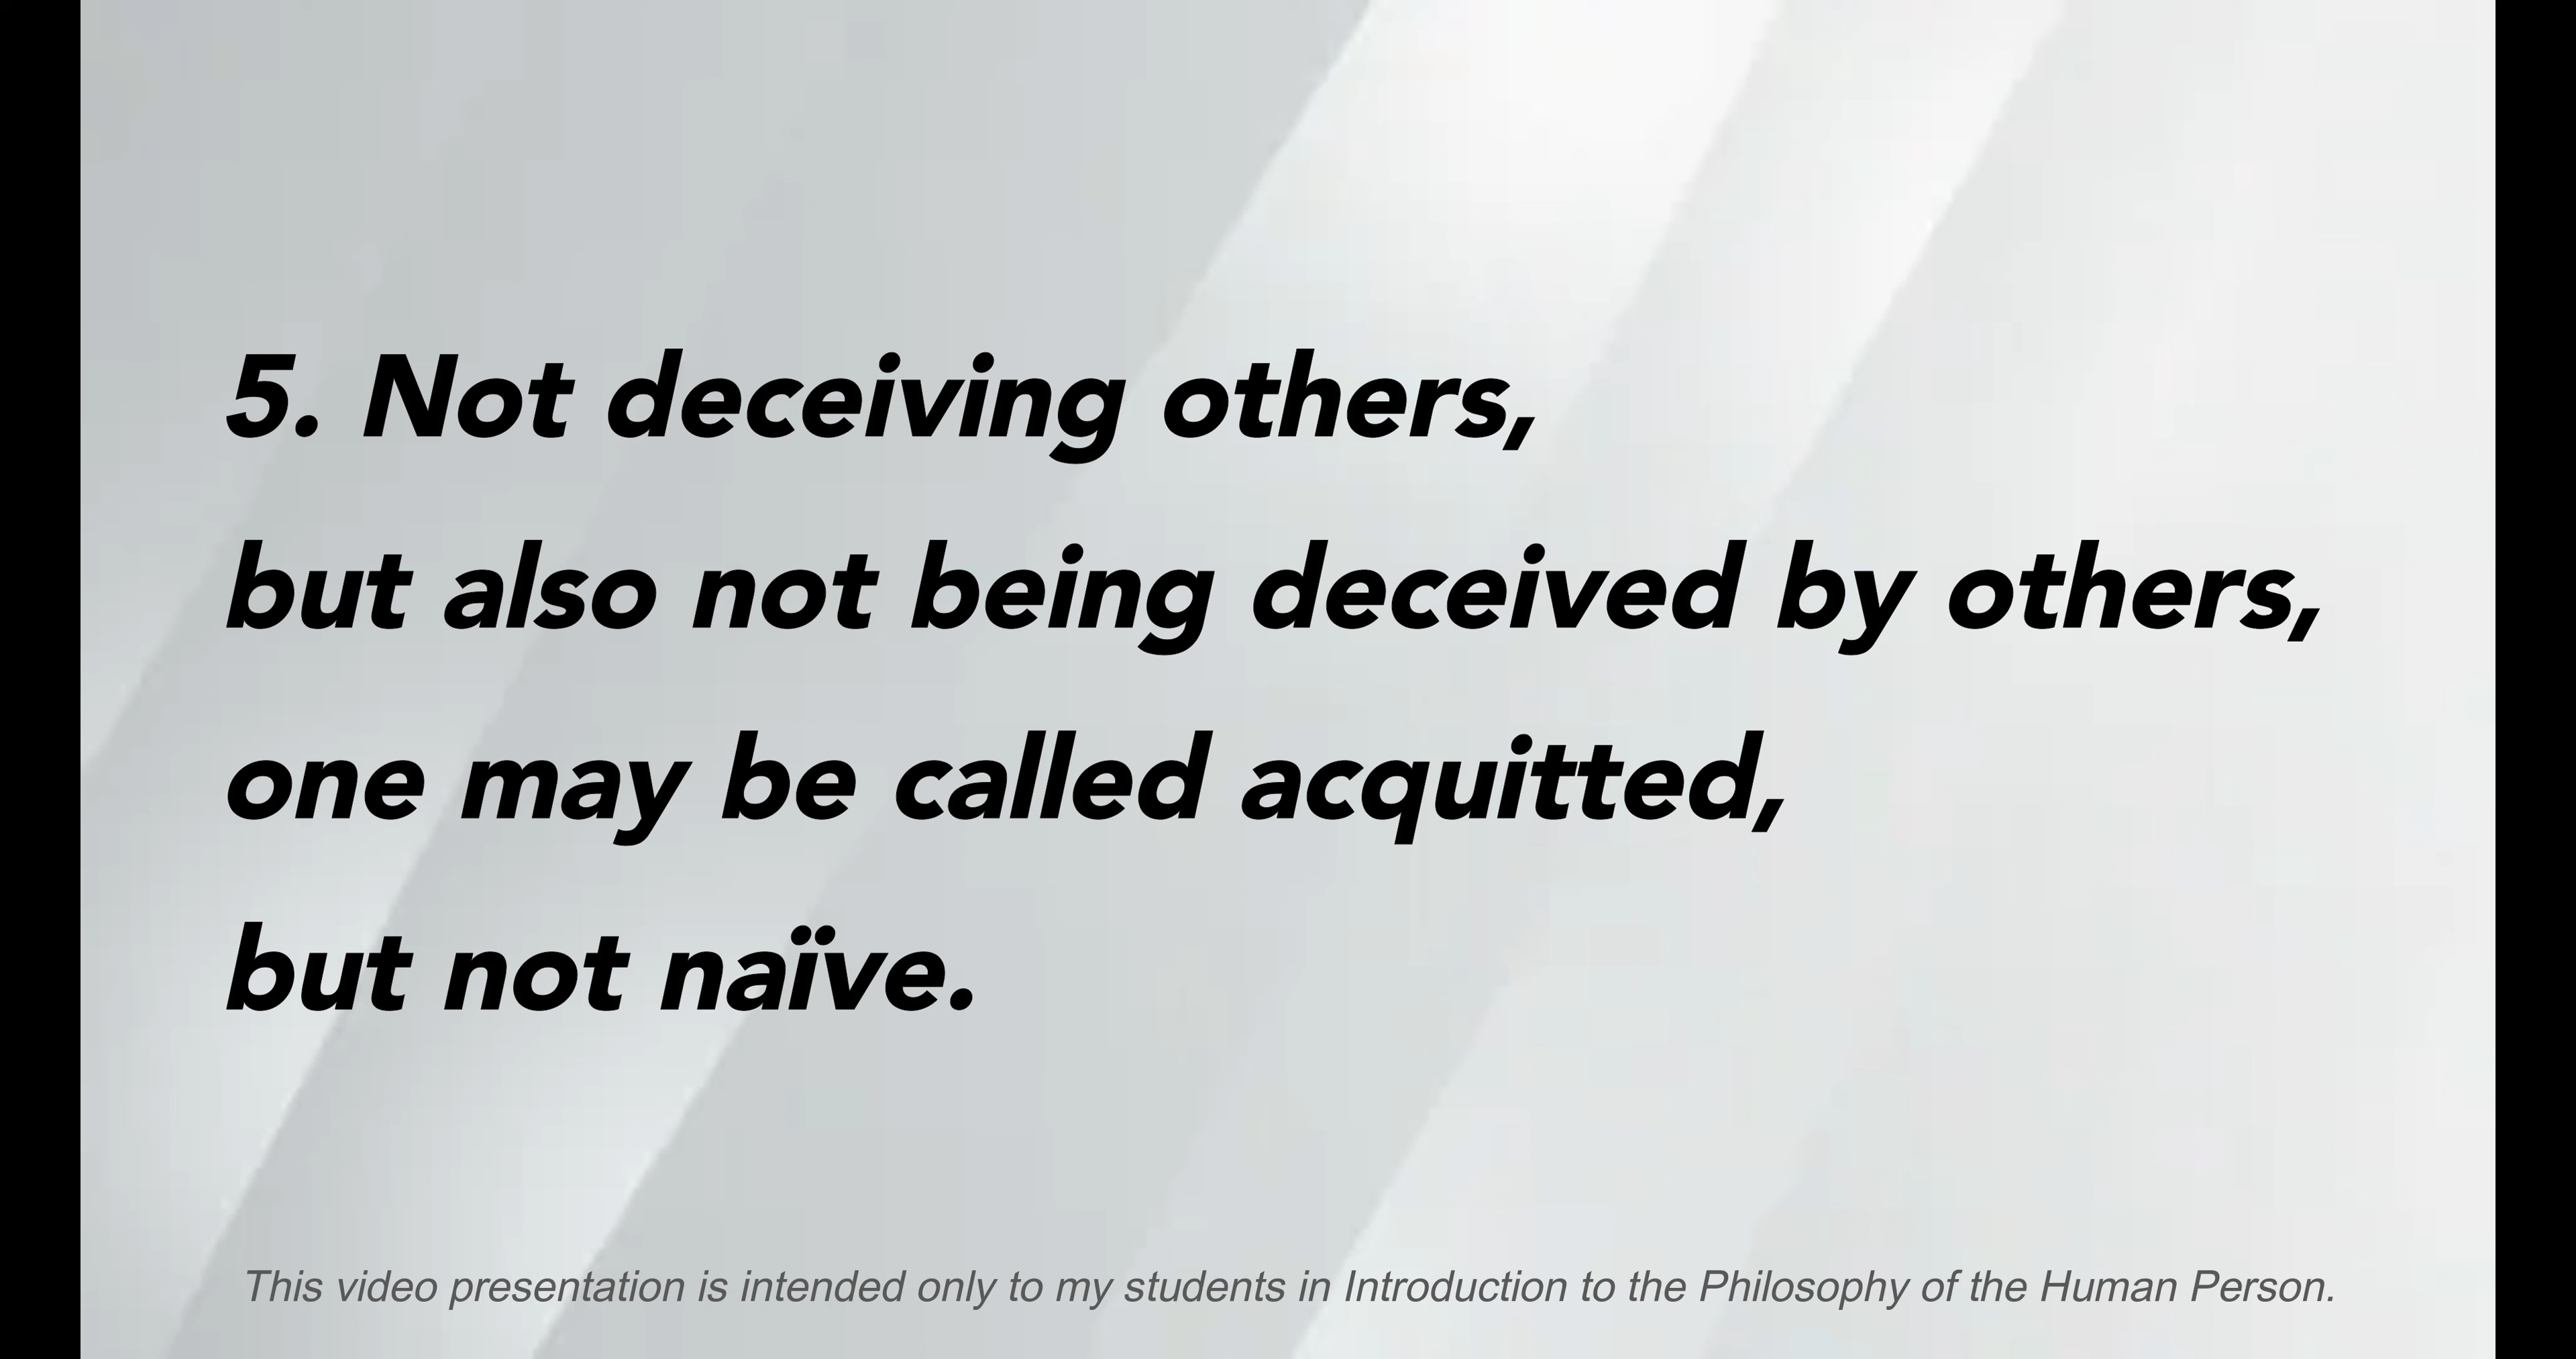 5. Not deceiving others,
but also not being deceived by others,
one may be called acquitted,
but not naïve.
This video presentation is intended only to my students in Introduction to the Philosophy of the Human Person.